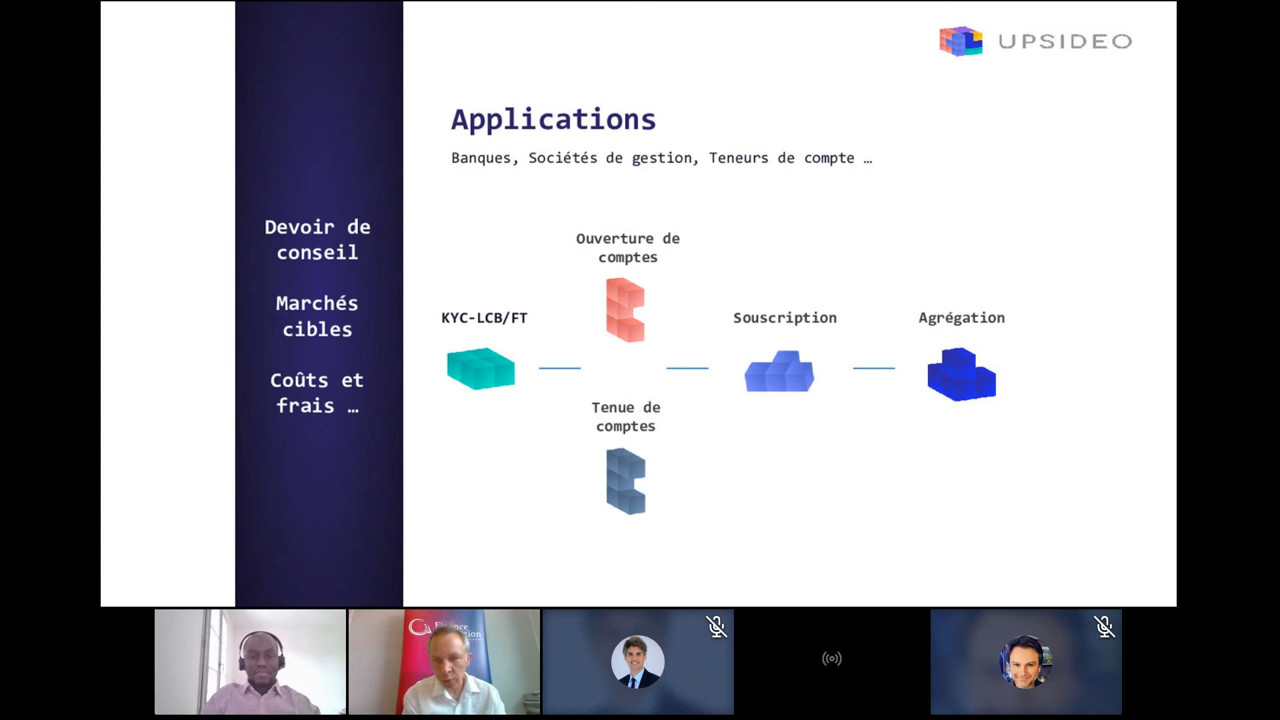 UPSIDEO
Applications
Banques, Sociétés de gestion, Teneurs de compte …
Devoir de
conseil
Marchés
cibles
Coûts et
frais …
Ouverture de
comptes
KYC-LCB/FT
Souscription
Agrégation
Tenue de
comptes
Finance